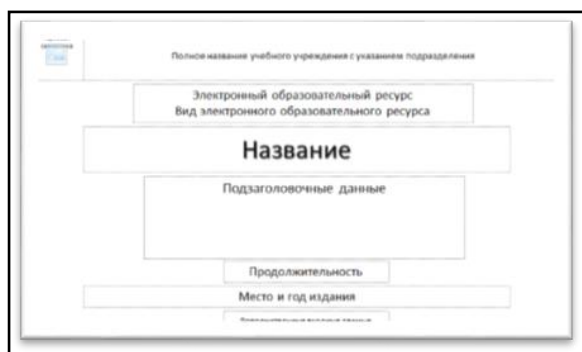 Полное название учебного учреждения с указанием подразделения
Электронный образовательный ресурс
Вид электронного образовательного ресурса
Название
Подзаголовочные данные
Продолжительность
Место и год издания